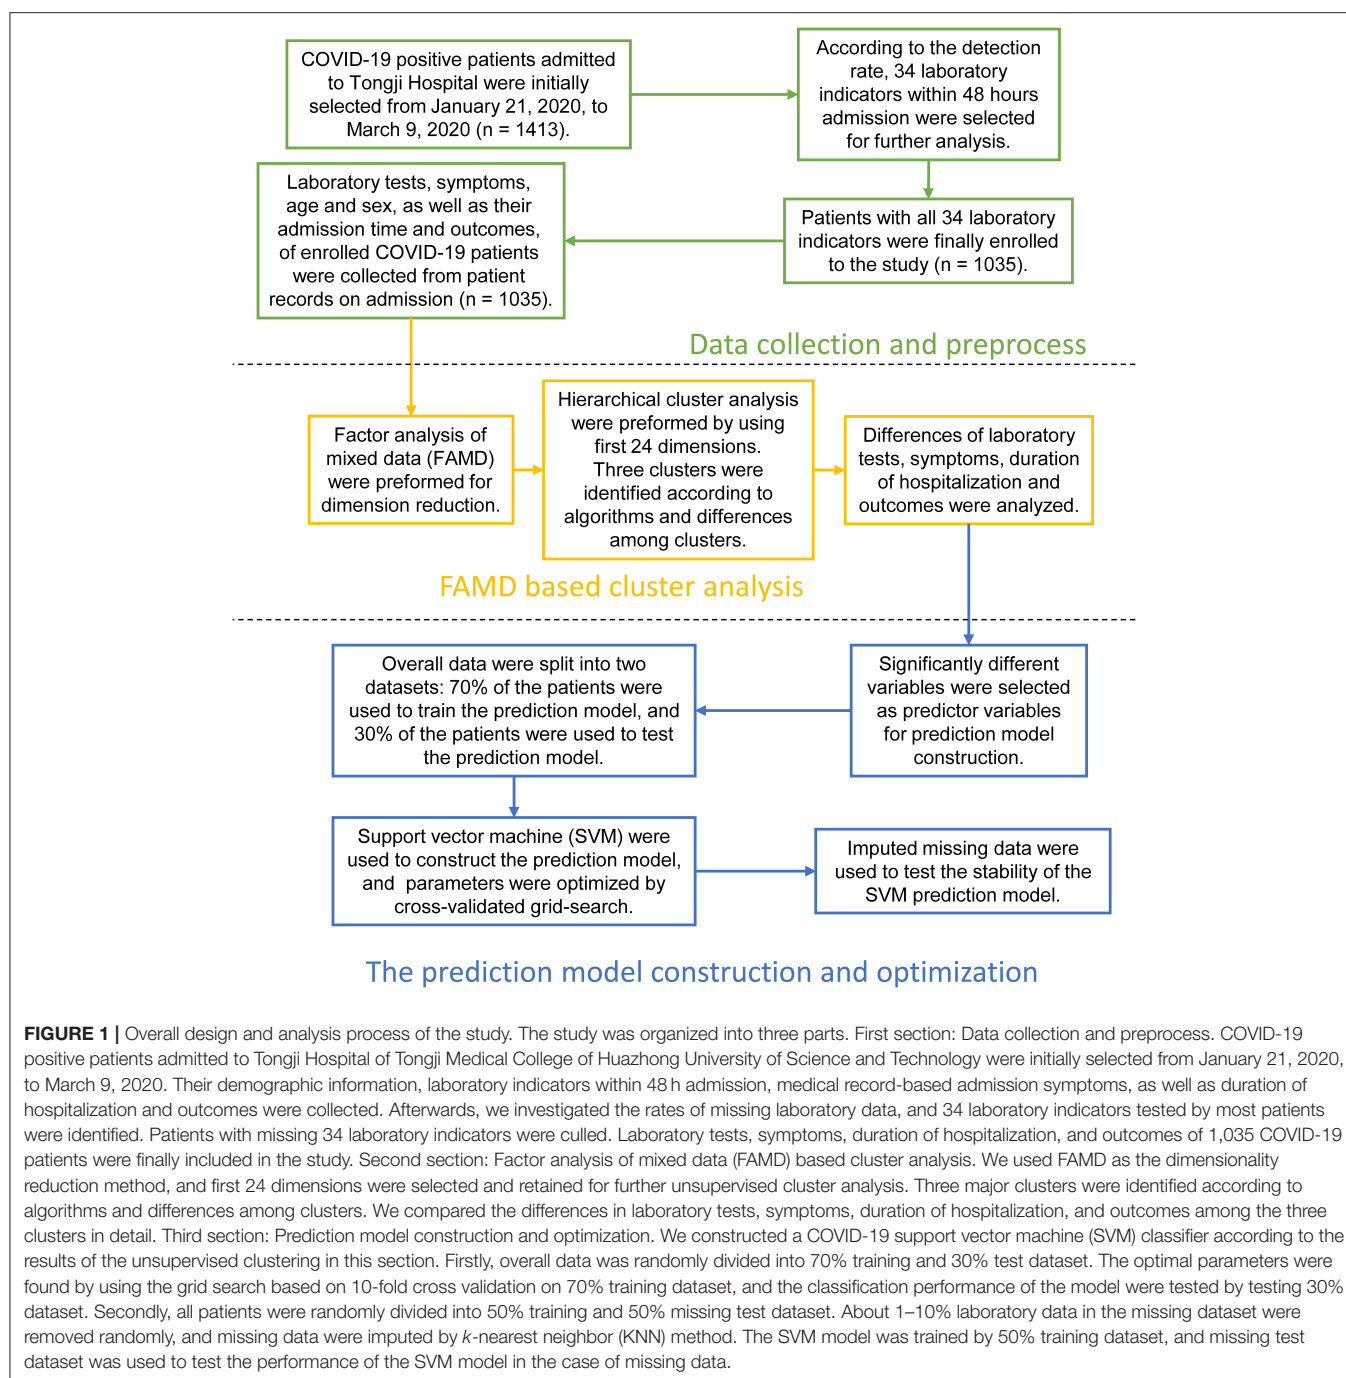 COVID-19 positive patients admitted
to Tongji Hospital were initially
selected from January 21, 2020, to
March 9, 2020 (n = 1413).
According to the detection
rate, 34 laboratory
indicators within 48 hours
admission were selected
for further analysis.
Patients with all 34 laboratory
indicators were finally enrolled
to the study (n = 1035).
Laboratory tests, symptoms,
age and sex, as well as their
admission time and outcomes,
of enrolled COVID-19 patients
were collected from patient
records on admission (n = 1035).
Data collection and preprocess
Factor analysis of
mixed data (FAMD)
were preformed for
dimension reduction.
Hierarchical cluster analysis
were preformed by using
first 24 dimensions.
Three clusters were
identified according to
algorithms and differences
among clusters.
Differences of laboratory
tests, symptoms, duration
of hospitalization and
outcomes were analyzed.
FAMD based cluster analysis
Significantly different
variables were selected
as predictor variables
for prediction model
construction.
Overall data were split into two
datasets: 70% of the patients were
used to train the prediction model, and
30% of the patients were used to test
the prediction model.
Support vector machine (SVM) were
used to construct the prediction model,
and parameters were optimized by
cross-validated grid-search.
Imputed missing data were
used to test the stability of the
SVM prediction model.
The prediction model construction and optimization
FIGURE 1 | Overall design and analysis process of the study. The study was organized into three parts. First section: Data collection and preprocess. COVID-19
positive patients admitted to Tongji Hospital of Tongji Medical College of Huazhong University of Science and Technology were initially selected from January 21, 2020,
to March 9, 2020. Their demographic information, laboratory indicators within 48 h admission, medical record-based admission symptoms, as well as duration of
hospitalization and outcomes were collected. Afterwards, we investigated the rates of missing laboratory data, and 34 laboratory indicators tested by most patients
were identified. Patients with missing 34 laboratory indicators were culled. Laboratory tests, symptoms, duration of hospitalization, and outcomes of 1,035 COVID-19
patients were finally included in the study. Second section: Factor analysis of mixed data (FAMD) based cluster analysis. We used FAMD as the dimensionality
reduction method, and first 24 dimensions were selected and retained for further unsupervised cluster analysis. Three major clusters were identified according to
algorithms and differences among clusters. We compared the differences in laboratory tests, symptoms, duration of hospitalization, and outcomes among the three
clusters in detail. Third section: Prediction model construction and optimization. We constructed a COVID-19 support vector machine (SVM) classifier according to the
results of the unsupervised clustering in this section. Firstly, overall data was randomly divided into 70% training and 30% test dataset. The optimal parameters were
found by using the grid search based on 10-fold cross validation on 70% training dataset, and the classification performance of the model were tested by testing 30%
dataset. Secondly, all patients were randomly divided into 50% training and 50% missing test dataset. About 1–10% laboratory data in the missing dataset were
removed randomly, and missing data were imputed by k-nearest neighbor (KNN) method. The SVM model was trained by 50% training dataset, and missing test
dataset was used to test the performance of the SVM model in the case of missing data.